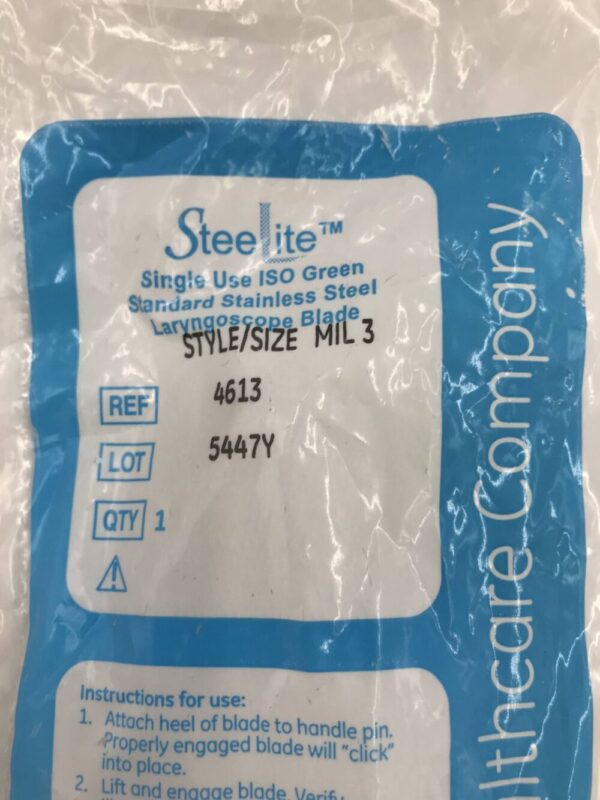 SteeLite™
Single Use ISO Green
Standard Stainless Steel
Laryngoscope Blade
STYLE/SIZE MIL 3
REF 4613
LOT 5447Y
QTY 1
Instructions for use:
1. Attach heel of blade to handle pin.
Properly engaged blade will "click"
into place.
2. Lift and engage blade. Verify
lthcare Company